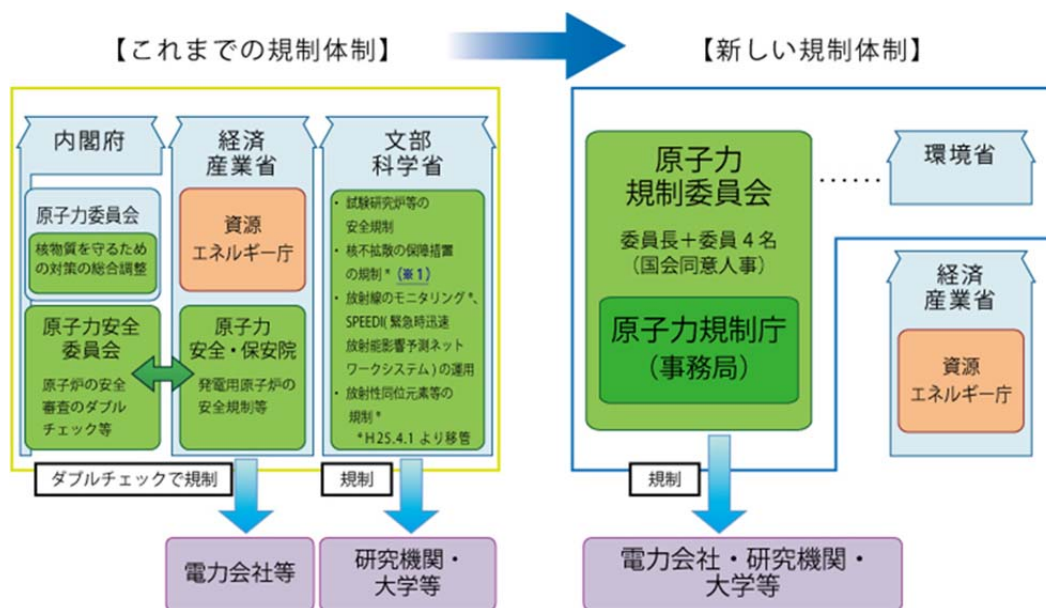 【これまでの規制体制】
【新しい規制体制】
内閣府
原子力委員会
核物質を守るための
の対策の総合調整
原子力安全
委員会
原子炉の安全
審査のダブル
チェック等
経済
産業省
資源
エネルギー庁
原子力
安全・保安院
発電用原子炉の
安全規制等
文部
科学省
・ 試験研究炉等の
安全規制
・ 核不拡散の保障措置
の規制*（※1）
・ 放射線のモニタリング*、
SPEEDI(緊急時迅速
放射能影響予測ネット
ワークシステム)の運用
・ 放射性同位元素等の
規制*
*H25.4.1より移管
ダブルチェックで規制
規制
電力会社等
研究機関・
大学等
原子力
規制委員会
委員長＋委員4名
（国会同意人事）
原子力規制庁
（事務局）
……
環境省
経済
産業省
資源
エネルギー庁
規制
電力会社・研究機関・
大学等